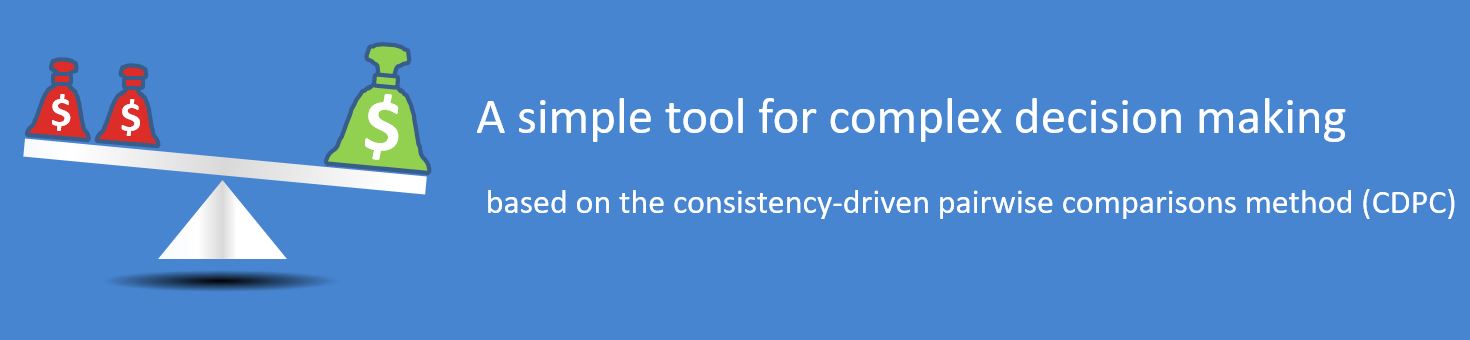 $ $ $
A simple tool for complex decision making
based on the consistency-driven pairwise comparisons method (CDPC)